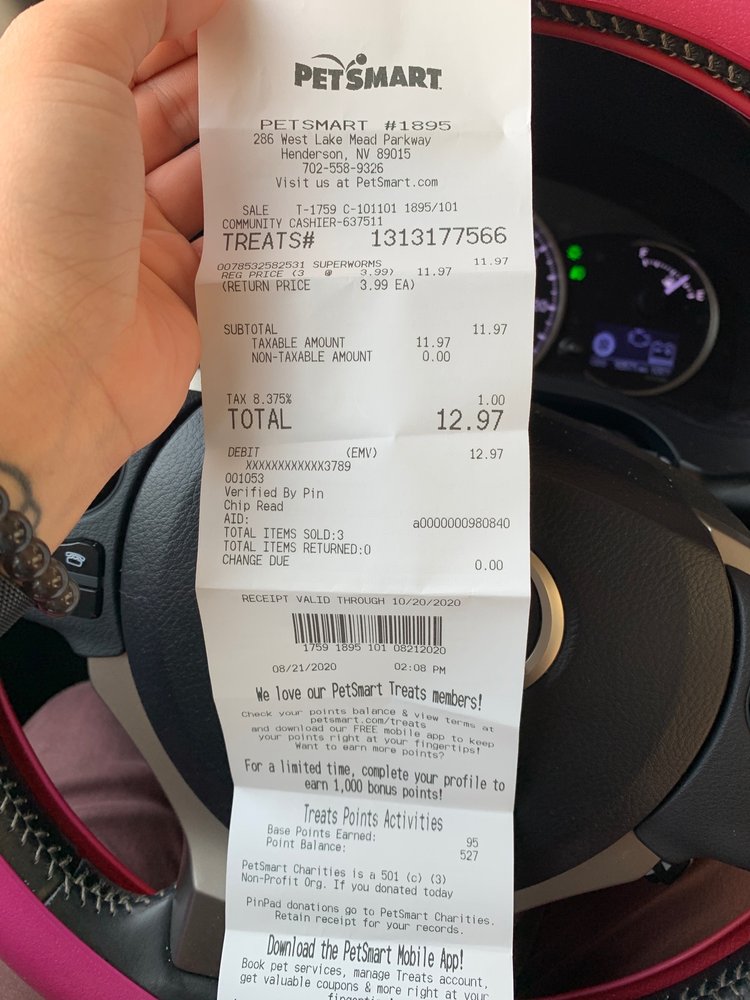 PETSMART
PETSMART #1895
286 West Lake Mead Parkway
Henderson, NV 89015
702-558-9326
Visit us at PetSmart.com
SALE T-1759 C-101101 1895/101
COMMUNITY CASHIER-637511
TREATS# 1313177566
0078532582531 SUPERWORMS 11.97
REG PRICE (3 @ 3.99) 11.97
(RETURN PRICE 3.99 EA)
SUBTOTAL 11.97
TAXABLE AMOUNT 11.97
NON-TAXABLE AMOUNT 0.00
TAX 8.375% 1.00
TOTAL 12.97
DEBIT (EMV) 12.97
XXXXXXXXXXXX3789
001053
Verified By Pin
Chip Read
AID: a0000000980840
TOTAL ITEMS SOLD:3
TOTAL ITEMS RETURNED:0
CHANGE DUE 0.00
RECEIPT VALID THROUGH 10/20/2020
1759 1895 101 08212020
08/21/2020 02:08 PM
We love our PetSmart Treats members!
Check your points balance & view terms at
petsmart.com/treats
and download our FREE mobile app to keep
your points right at your fingertips!
Want to earn more points?
For a limited time, complete your profile to
earn 1,000 bonus points!
Treats Points Activities
Base Points Earned: 95
Point Balance: 527
PetSmart Charities is a 501 (c) (3)
Non-Profit Org. If you donated today
PinPad donations go to PetSmart Charities.
Retain receipt for your records.
Download the PetSmart Mobile App!
Book pet services, manage Treats account,
get valuable coupons & more right at your